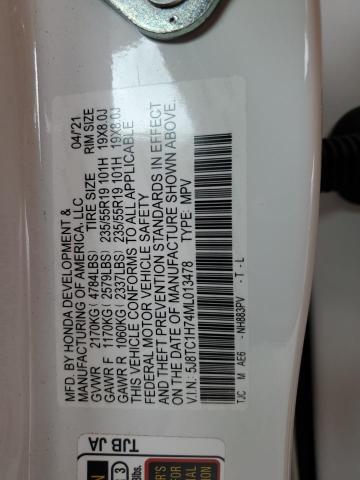 MFD. BY HONDA DEVELOPMENT & 04/21
MANUFACTURING OF AMERICA, LLC
TIRE SIZE RIM SIZE
GVWR 2170KG (4784LBS)
GAWR F 1170KG (2579LBS) 235/55R19 101H 19X8.0J
GAWR R 1060KG (2337LBS) 235/55R19 101H 19X8.0J
THIS VEHICLE CONFORMS TO ALL APPLICABLE
FEDERAL MOTOR VEHICLE SAFETY
AND THEFT PREVENTION STANDARDS IN EFFECT
ON THE DATE OF MANUFACTURE SHOWN ABOVE.
V.I.N.: 5J8TC1H74ML013478 TYPE: MPV
TJC M AE6 - NH883PV - T - L
TJB JA